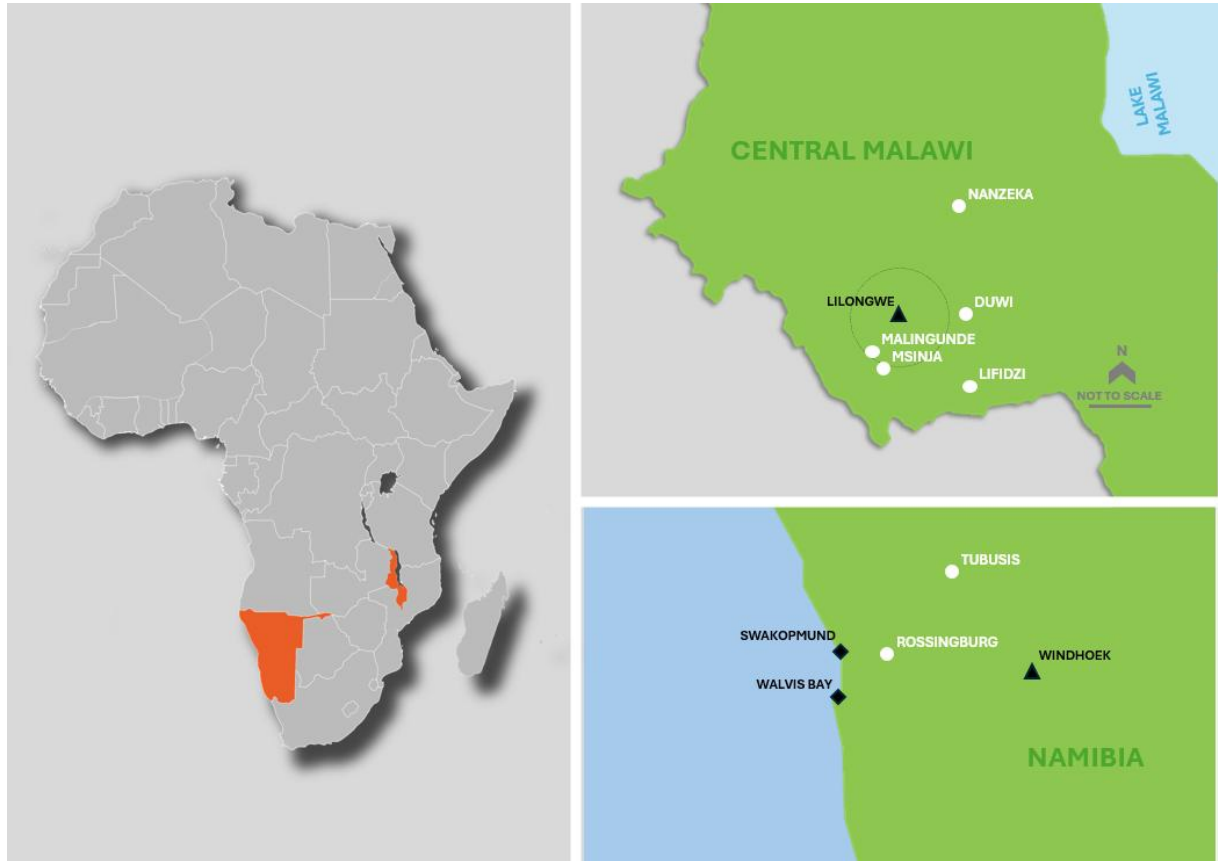 LAKE
MALAWI
CENTRAL MALAWI
NANZEKA
LILONGWE
DUWI
MALINGUNDE
MSINJA
LIFIDZI
N
NOT TO SCALE
TUBUSIS
SWAKOPMUND
ROSSINGBURG
WINDHOEK
WALVIS BAY
NAMIBIA